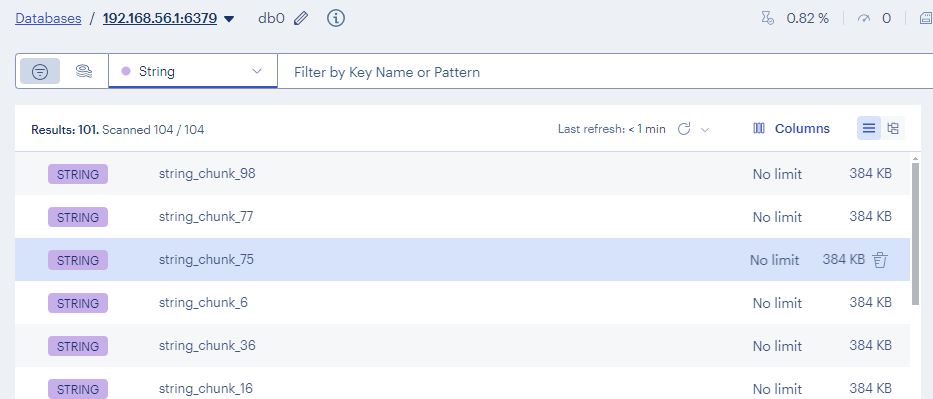 Databases / 192.168.56.1:6379 db0 0.82 % 0
String Filter by Key Name or Pattern
Results: 101. Scanned 104 / 104 Last refresh: < 1 min Columns
STRING string_chunk_98 No limit 384 KB
STRING string_chunk_77 No limit 384 KB
STRING string_chunk_75 No limit 384 KB
STRING string_chunk_6 No limit 384 KB
STRING string_chunk_36 No limit 384 KB
STRING string_chunk_16 No limit 384 KB